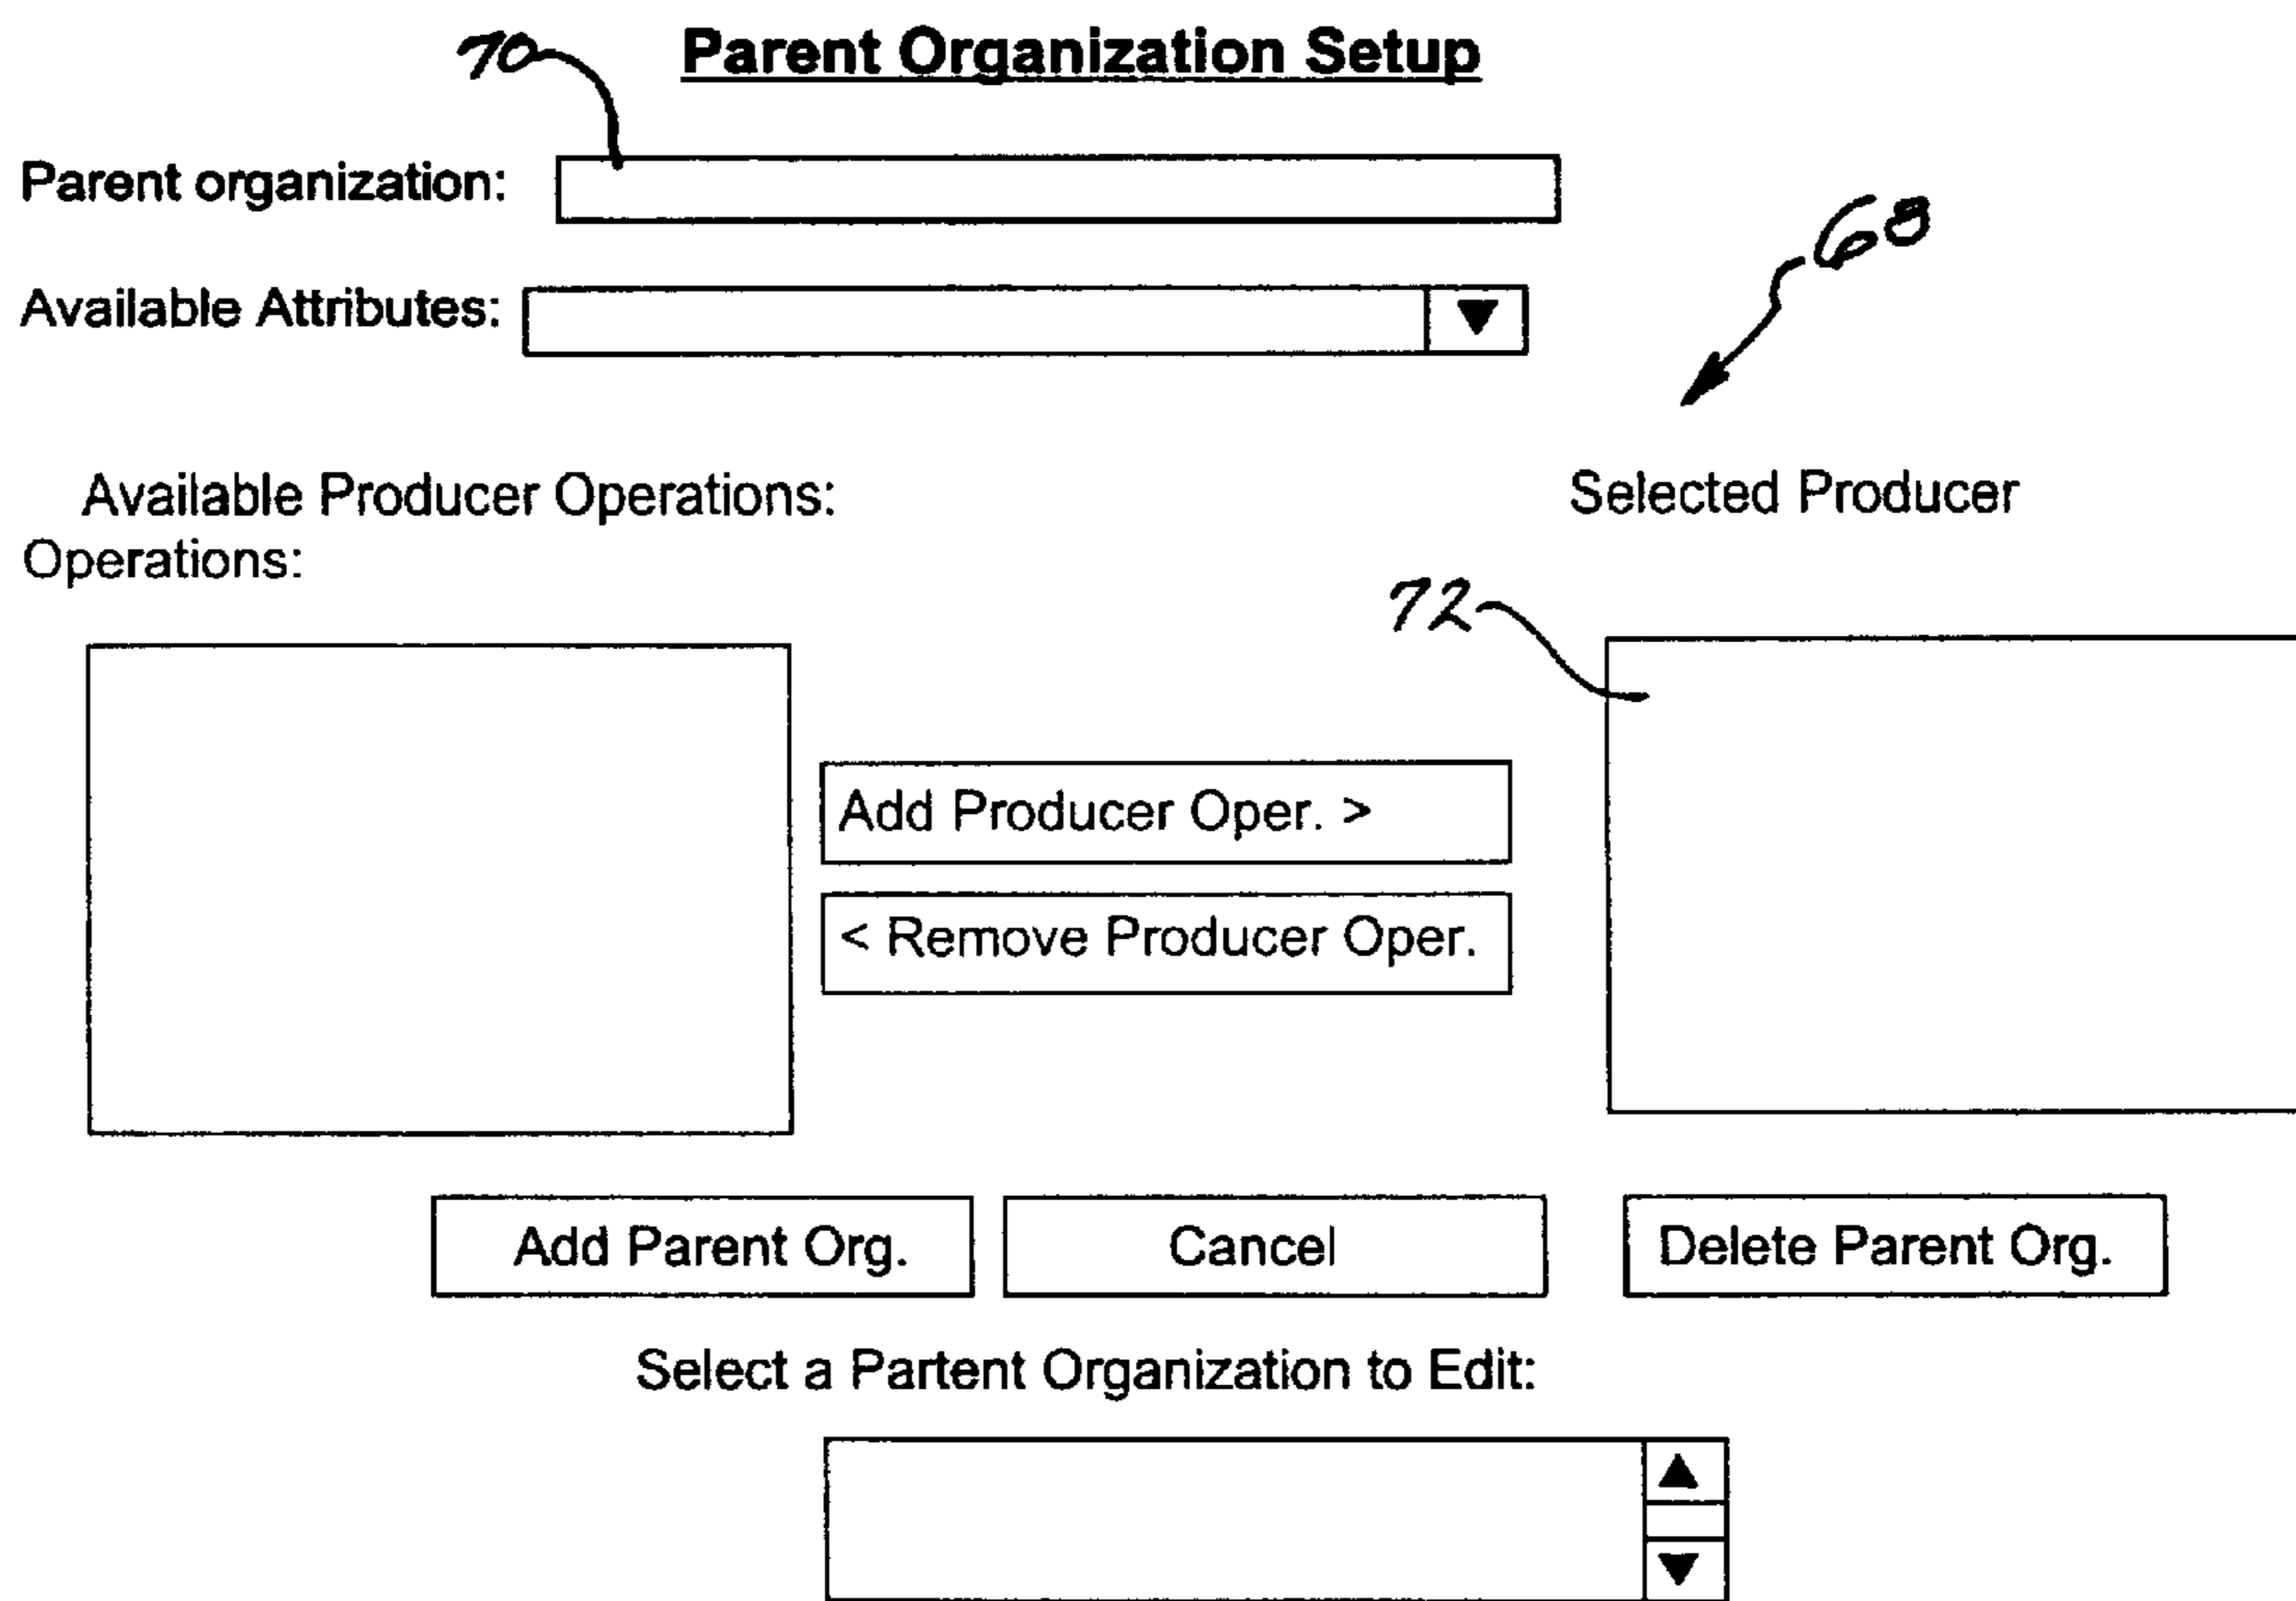 70
Parent Organization Setup
Parent organization:
68
Available Attributes:
Available Producer Operations: Selected Producer
Operations:
72
Add Producer Oper. >
< Remove Producer Oper.
Add Parent Org. Cancel Delete Parent Org.
Select a Partent Organization to Edit: